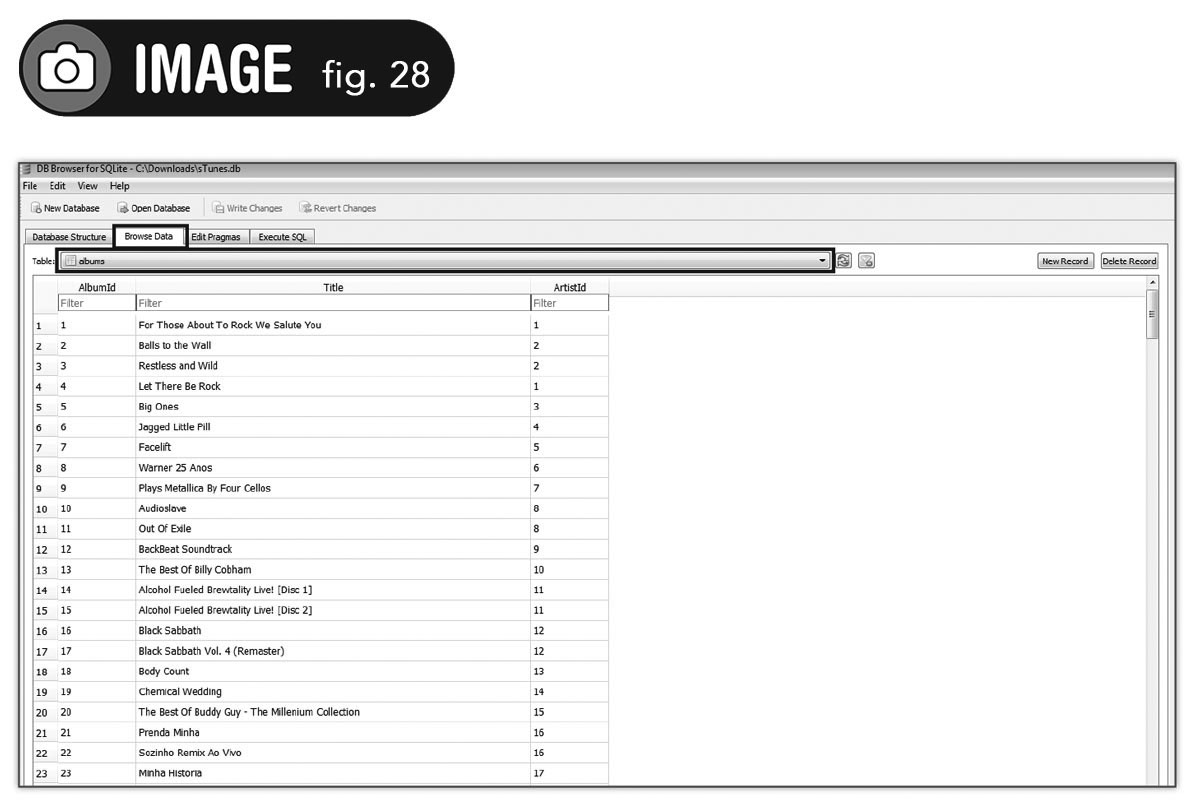 IMAGE fig. 28
DB Browser for SQLite - C:\Downloads\sTunes.db
File Edit View Help
New Database Open Database Write Changes Revert Changes
Database Structure Browse Data Edit Pragmas Execute SQL
Table: albums New Record Delete Record
AlbumId Title ArtistId
Filter Filter Filter
1 1 For Those About To Rock We Salute You 1
2 2 Balls to the Wall 2
3 3 Restless and Wild 2
4 4 Let There Be Rock 1
5 5 Big Ones 3
6 6 Jagged Little Pill 4
7 7 Facelift 5
8 8 Warner 25 Anos 6
9 9 Plays Metallica By Four Cellos 7
10 10 Audioslave 8
11 11 Out Of Exile 8
12 12 BackBeat Soundtrack 9
13 13 The Best Of Billy Cobham 10
14 14 Alcohol Fueled Brewtality Live! [Disc 1] 11
15 15 Alcohol Fueled Brewtality Live! [Disc 2] 11
16 16 Black Sabbath 12
17 17 Black Sabbath Vol. 4 (Remaster) 12
18 18 Body Count 13
19 19 Chemical Wedding 14
20 20 The Best Of Buddy Guy - The Millenium Collection 15
21 21 Prenda Minha 16
22 22 Sozinho Remix Ao Vivo 16
23 23 Minha Historia 17